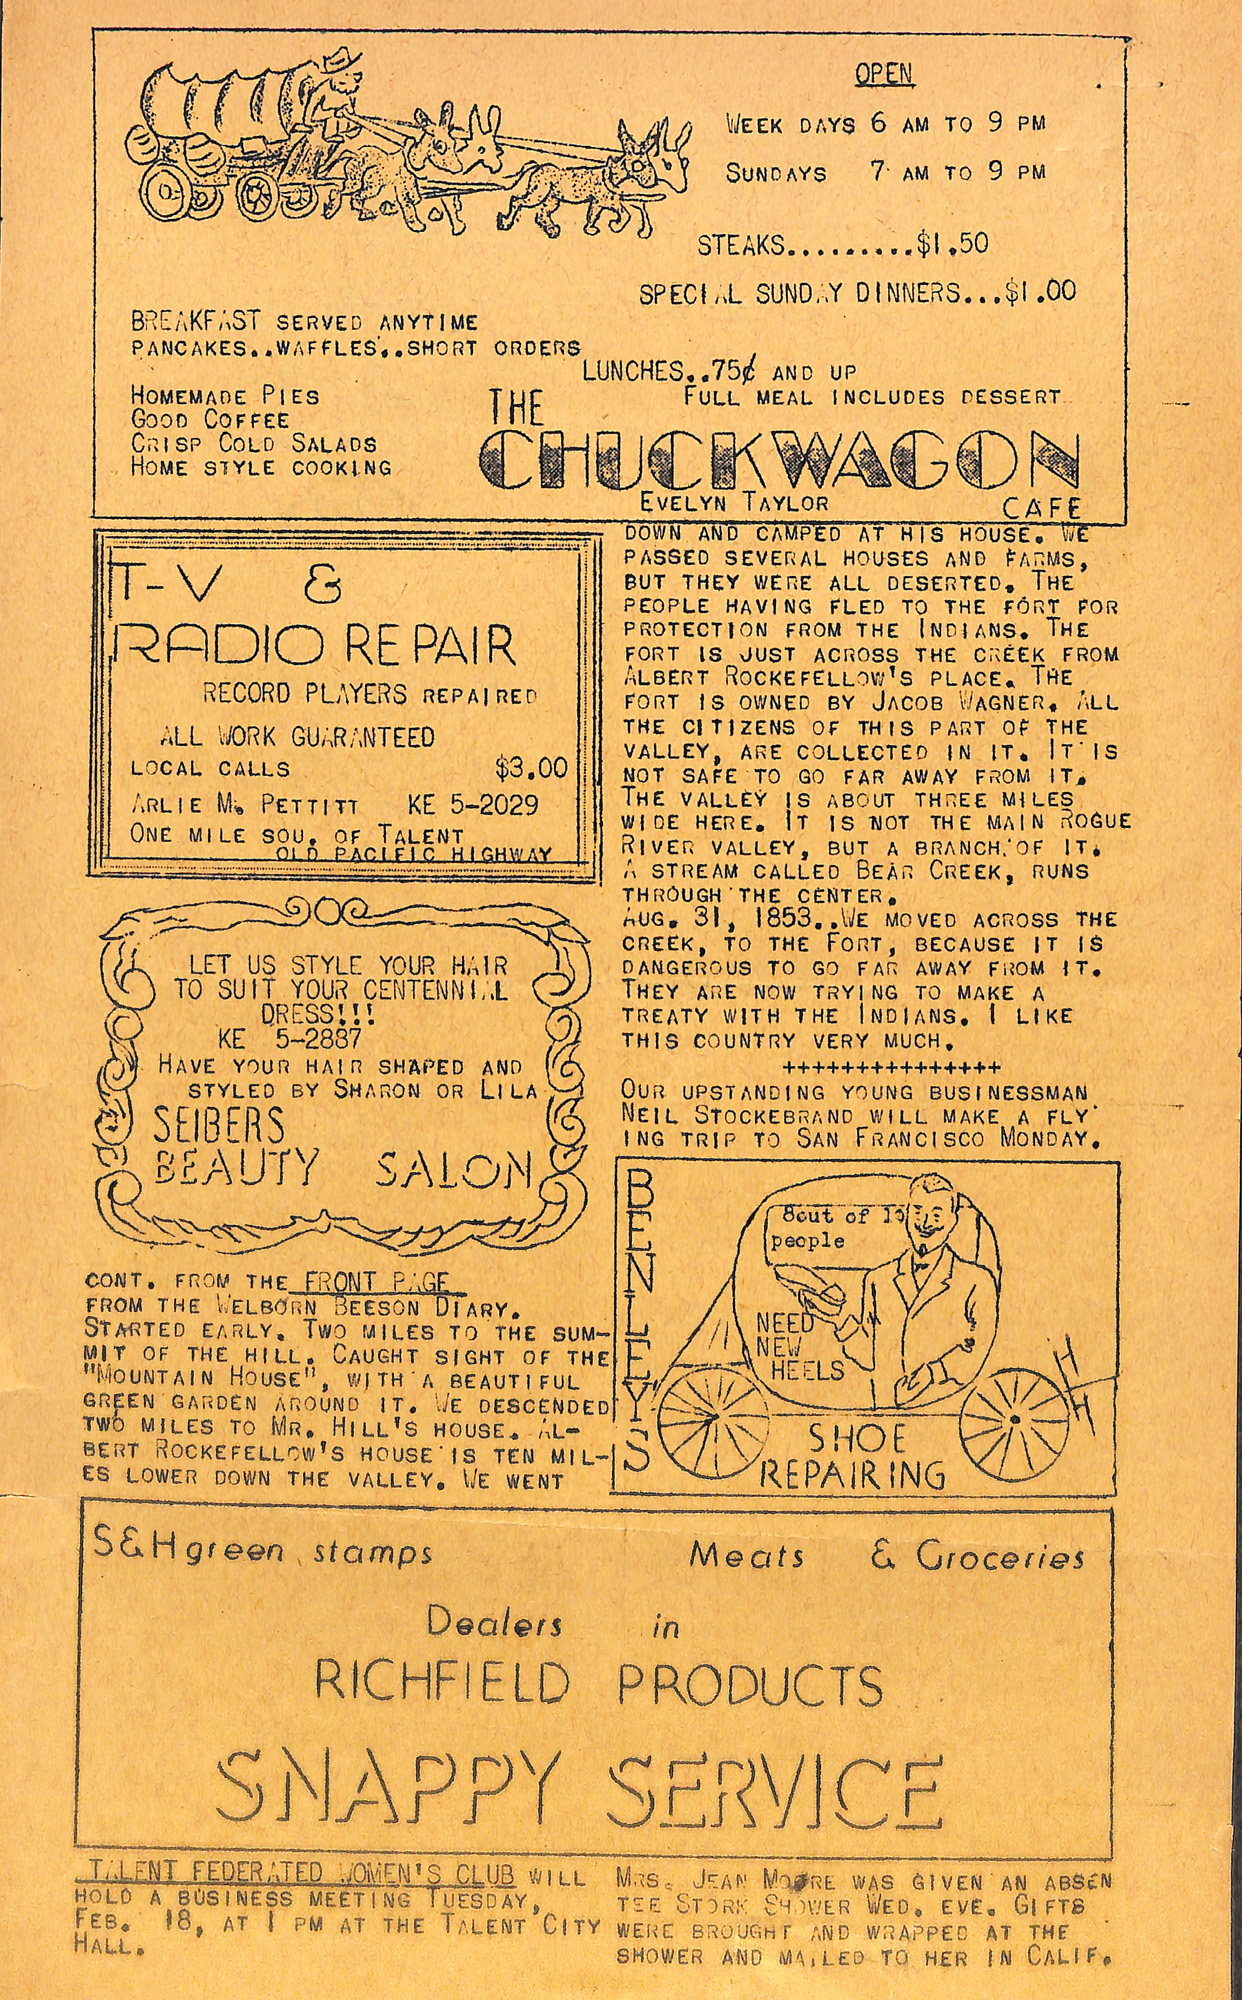 OPEN
WEEK DAYS 6 AM TO 9 PM
SUNDAYS 7 AM TO 9 PM
STEAKS.........$1.50
SPECIAL SUNDAY DINNERS...$1.00
BREAKFAST SERVED ANYTIME
PANCAKES..WAFFLES..SHORT ORDERS
LUNCHES..75¢ AND UP
FULL MEAL INCLUDES DESSERT
HOMEMADE PIES
GOOD COFFEE
CRISP COLD SALADS
HOME STYLE COOKING
THE
CHUCKWAGON
EVELYN TAYLOR
CAFE
T-V &
RADIO REPAIR
RECORD PLAYERS REPAIRED
ALL WORK GUARANTEED
LOCAL CALLS $3.00
ARLIE M. PETTITT KE 5-2029
ONE MILE SOU. OF TALENT
OLD PACIFIC HIGHWAY
LET US STYLE YOUR HAIR
TO SUIT YOUR CENTENNIAL
DRESS!!!
KE 5-2887
HAVE YOUR HAIR SHAPED AND
STYLED BY SHARON OR LILA
SEIBERS
BEAUTY SALON
CONT. FROM THE FRONT PAGE
FROM THE WELBORN BEESON DIARY.
STARTED EARLY. TWO MILES TO THE SUM-
MIT OF THE HILL. CAUGHT SIGHT OF THE
"MOUNTAIN HOUSE", WITH A BEAUTIFUL
GREEN GARDEN AROUND IT. WE DESCENDED
TWO MILES TO MR. HILL'S HOUSE. AL-
BERT ROCKEFELLOW'S HOUSE IS TEN MIL-
ES LOWER DOWN THE VALLEY. WE WENT
DOWN AND CAMPED AT HIS HOUSE. WE
PASSED SEVERAL HOUSES AND FARMS,
BUT THEY WERE ALL DESERTED. THE
PEOPLE HAVING FLED TO THE FORT FOR
PROTECTION FROM THE INDIANS. THE
FORT IS JUST ACROSS THE CREEK FROM
ALBERT ROCKEFELLOW'S PLACE. THE
FORT IS OWNED BY JACOB WAGNER. ALL
THE CITIZENS OF THIS PART OF THE
VALLEY, ARE COLLECTED IN IT. IT IS
NOT SAFE TO GO FAR AWAY FROM IT.
THE VALLEY IS ABOUT THREE MILES
WIDE HERE. IT IS NOT THE MAIN ROGUE
RIVER VALLEY, BUT A BRANCH OF IT.
A STREAM CALLED BEAR CREEK, RUNS
THROUGH THE CENTER.
AUG. 31, 1853..WE MOVED ACROSS THE
CREEK, TO THE FORT, BECAUSE IT IS
DANGEROUS TO GO FAR AWAY FROM IT.
THEY ARE NOW TRYING TO MAKE A
TREATY WITH THE INDIANS. I LIKE
THIS COUNTRY VERY MUCH.
+++++++++++++++
OUR UPSTANDING YOUNG BUSINESSMAN
NEIL STOCKEBRAND WILL MAKE A FLY
ING TRIP TO SAN FRANCISCO MONDAY.
BENLEY'S
8out of 10
people
NEED
NEW
HEELS
SHOE
REPAIRING
S&H green stamps Meats & Groceries
Dealers in
RICHFIELD PRODUCTS
SNAPPY SERVICE
TALENT FEDERATED WOMEN'S CLUB WILL
HOLD A BUSINESS MEETING TUESDAY,
FEB. 18, AT 1 PM AT THE TALENT CITY
HALL.
MRS. JEAN MOORE WAS GIVEN AN ABSEN
TEE STORK SHOWER WED. EVE. GIFTS
WERE BROUGHT AND WRAPPED AT THE
SHOWER AND MAILED TO HER IN CALIF.